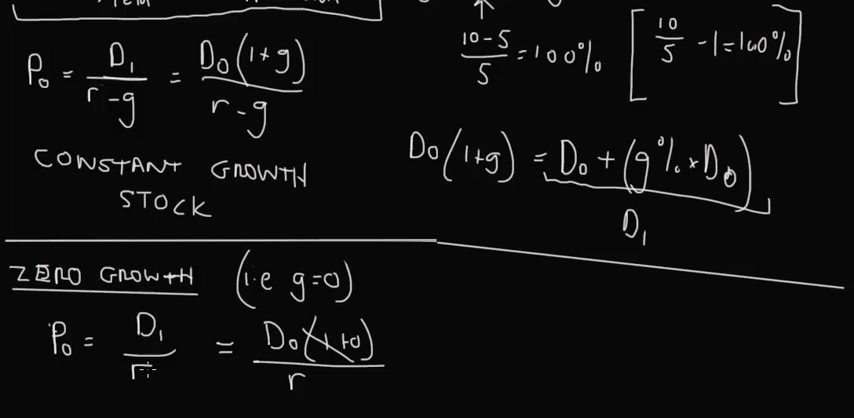 P₀ = D₁/(r - g) = D₀(1+g)/(r - g)
CONSTANT GROWTH
STOCK
(10 - 5)/5 = 100% [10/5 - 1 = 100%]
D₀(1+g) = D₀ + (g% × D₀)
D₁
ZERO GROWTH (i.e g=0)
P₀ = D₁/r = D₀(1+0)/r